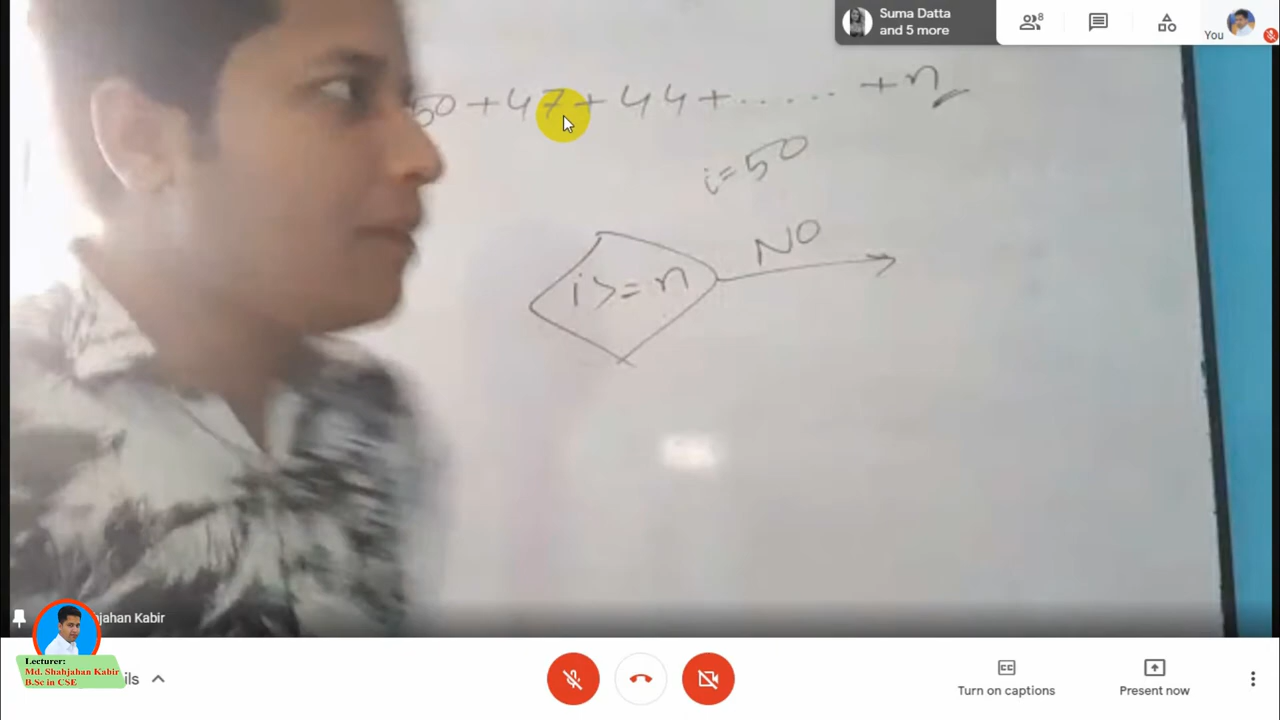 Suma Datta
and 5 more
8
You
50 + 47 + 44 + ..... + n
i = 50
NO
i >= n
jahan Kabir
Lecturer:
Md. Shahjahan Kabir
B.Sc in CSE
ils
Turn on captions
Present now